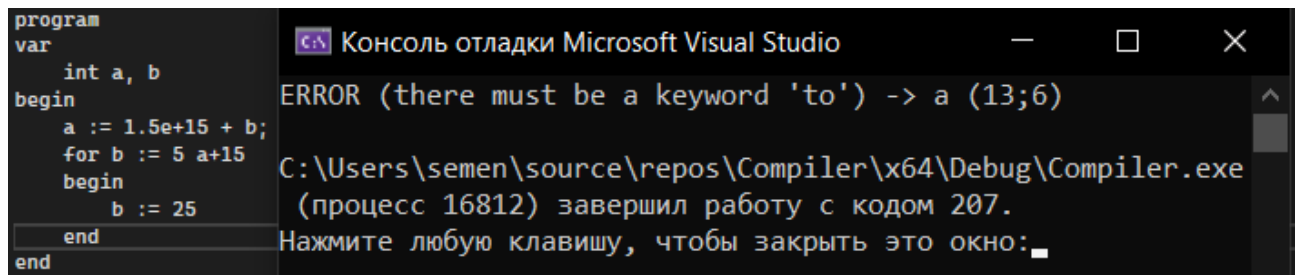 program
var
    int a, b
begin
    a := 1.5e+15 + b;
    for b := 5 a+15
    begin
        b := 25
    end
end
C:\ Консоль отладки Microsoft Visual Studio
ERROR (there must be a keyword 'to') -> a (13;6)
C:\Users\semen\source\repos\Compiler\x64\Debug\Compiler.exe
(процесс 16812) завершил работу с кодом 207.
Нажмите любую клавишу, чтобы закрыть это окно: